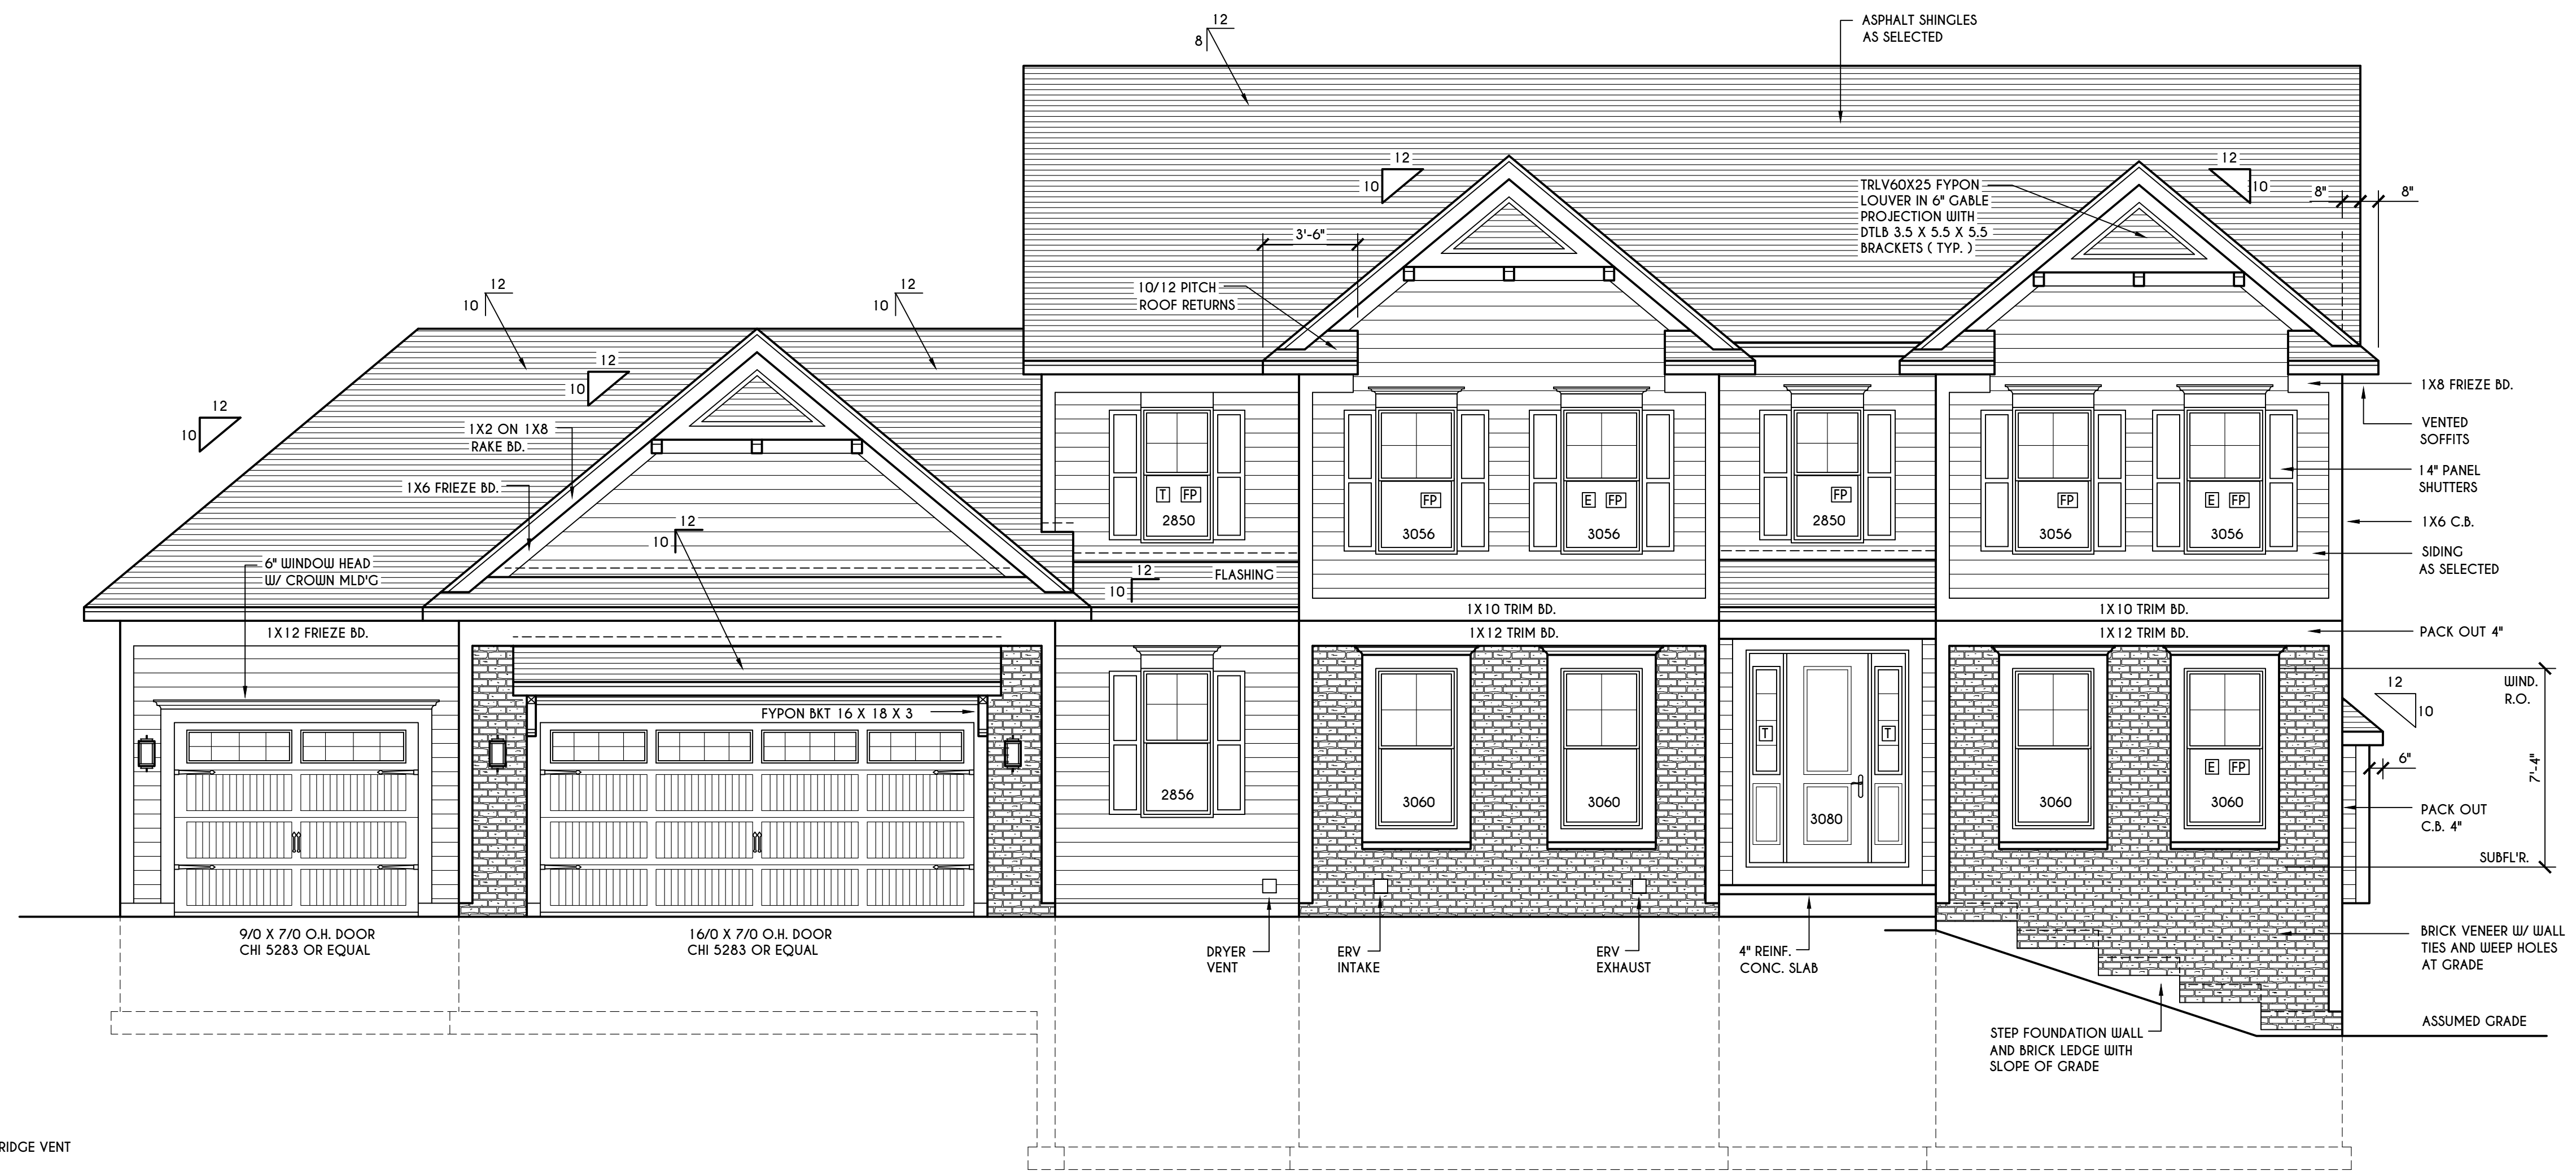 12
8
ASPHALT SHINGLES
AS SELECTED
12
10
12
10
8"
8"
TRLV60X25 FYPON
LOUVER IN 6" GABLE
PROJECTION WITH
DTLB 3.5 X 5.5 X 5.5
BRACKETS ( TYP. )
3'-6"
10/12 PITCH
ROOF RETURNS
12
10
12
10
12
10
12
10
1X2 ON 1X8
RAKE BD.
1X6 FRIEZE BD.
12
10
6" WINDOW HEAD
W/ CROWN MLD'G
1X8 FRIEZE BD.
VENTED
SOFFITS
14" PANEL
SHUTTERS
1X6 C.B.
SIDING
AS SELECTED
T FP
2850
FP
3056
E FP
3056
FP
2850
FP
3056
E FP
3056
12
10
FLASHING
1X10 TRIM BD.
1X10 TRIM BD.
1X12 FRIEZE BD.
1X12 TRIM BD.
1X12 TRIM BD.
PACK OUT 4"
FYPON BKT 16 X 18 X 3
WIND.
R.O.
12
10
6"
7'-4"
T
T
E FP
2856
3060
3060
3080
3060
3060
PACK OUT
C.B. 4"
SUBFL'R.
9/0 X 7/0 O.H. DOOR
CHI 5283 OR EQUAL
16/0 X 7/0 O.H. DOOR
CHI 5283 OR EQUAL
DRYER
VENT
ERV
INTAKE
ERV
EXHAUST
4" REINF.
CONC. SLAB
BRICK VENEER W/ WALL
TIES AND WEEP HOLES
AT GRADE
STEP FOUNDATION WALL
AND BRICK LEDGE WITH
SLOPE OF GRADE
ASSUMED GRADE
RIDGE VENT